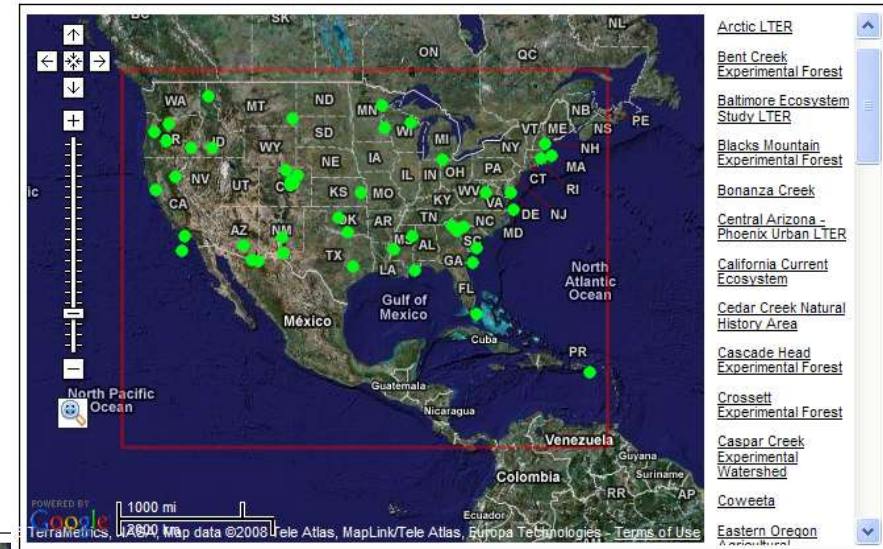 BC
SK
NL
ON
QC
WA
MT
ND
MN
NB
PE
ID
SD
WI
MI
VT
ME
NS
WY
NY
NH
NE
IA
PA
MA
NV
UT
IL
IN
OH
CT
RI
CA
KS
MO
WV
VA
KY
DE
NJ
AZ
NM
OK
AR
TN
NC
MD
MS
AL
SC
TX
LA
GA
FL
North
Atlantic
Ocean
Gulf of
Mexico
México
Cuba
PR
Guatemala
Nicaragua
North Pacific
Ocean
Venezuela
Guyana
Suriname
Colombia
RR
AP
Ecuador
1000 mi
POWERED BY
Google
TerraMetrics, NASA, Map data ©2008 Tele Atlas, MapLink/Tele Atlas, Europa Technologies - Terms of Use
Arctic LTER
Bent Creek
Experimental Forest
Baltimore Ecosystem
Study LTER
Blacks Mountain
Experimental Forest
Bonanza Creek
Central Arizona -
Phoenix Urban LTER
California Current
Ecosystem
Cedar Creek Natural
History Area
Cascade Head
Experimental Forest
Crossett
Experimental Forest
Caspar Creek
Experimental
Watershed
Coweeta
Eastern Oregon
Agricultural